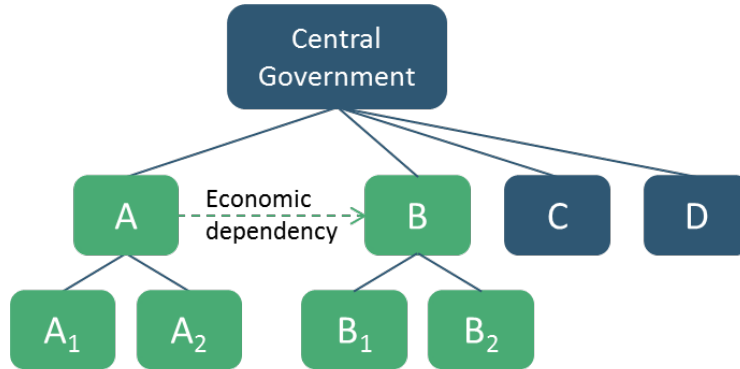 Central
Government
A
Economic
dependency
B
C
D
A₁
A₂
B₁
B₂